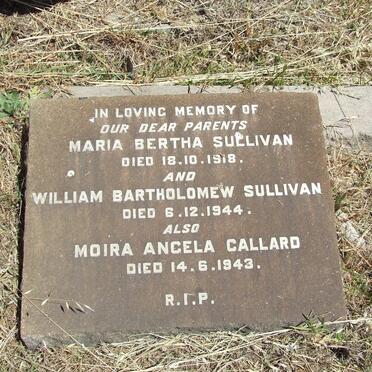 IN LOVING MEMORY OF
OUR DEAR PARENTS
MARIA BERTHA SULLIVAN
DIED 18.10.1918.
AND
WILLIAM BARTHOLOMEW SULLIVAN
DIED 6.12.1944.
ALSO
MOIRA ANGELA CALLARD
DIED 14.6.1943.
R.I.P.